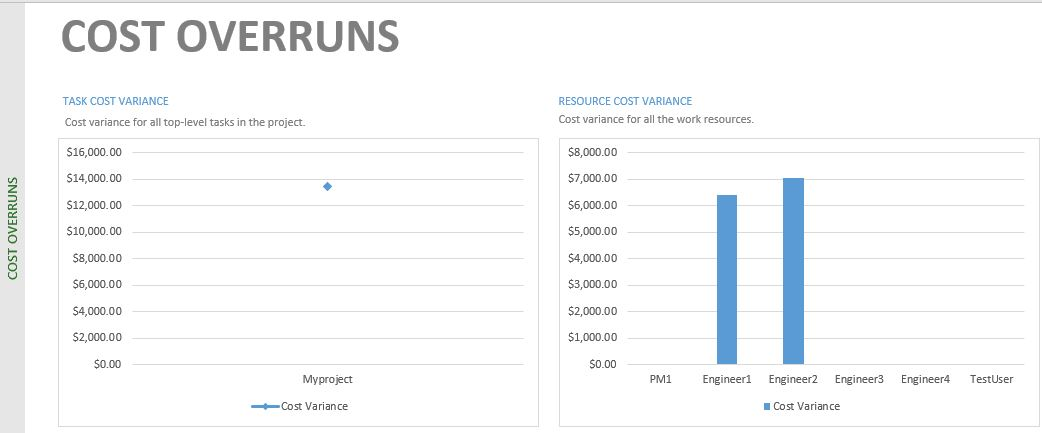 COST OVERRUNS
COST OVERRUNS
TASK COST VARIANCE
Cost variance for all top-level tasks in the project.
$16,000.00
$14,000.00
$12,000.00
$10,000.00
$8,000.00
$6,000.00
$4,000.00
$2,000.00
$0.00
Myproject
Cost Variance
RESOURCE COST VARIANCE
Cost variance for all the work resources.
$8,000.00
$7,000.00
$6,000.00
$5,000.00
$4,000.00
$3,000.00
$2,000.00
$1,000.00
$0.00
PM1 Engineer1 Engineer2 Engineer3 Engineer4 TestUser
Cost Variance